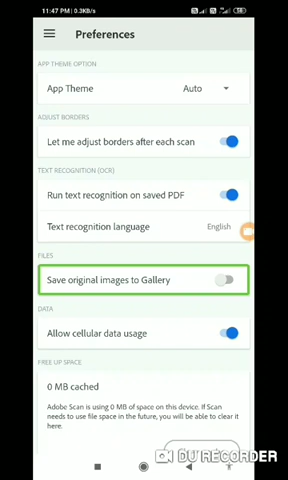 11:47 PM | 0.3KB/s
Preferences
APP THEME OPTION
App Theme
Auto
ADJUST BORDERS
Let me adjust borders after each scan
TEXT RECOGNITION (OCR)
Run text recognition on saved PDF
Text recognition language
English
FILES
Save original images to Gallery
DATA
Allow cellular data usage
FREE UP SPACE
0 MB cached
Adobe Scan is using 0 MB of space on this device. If Scan
needs to use file space in the future, you will be able to clear it
here.
DU RECORDER